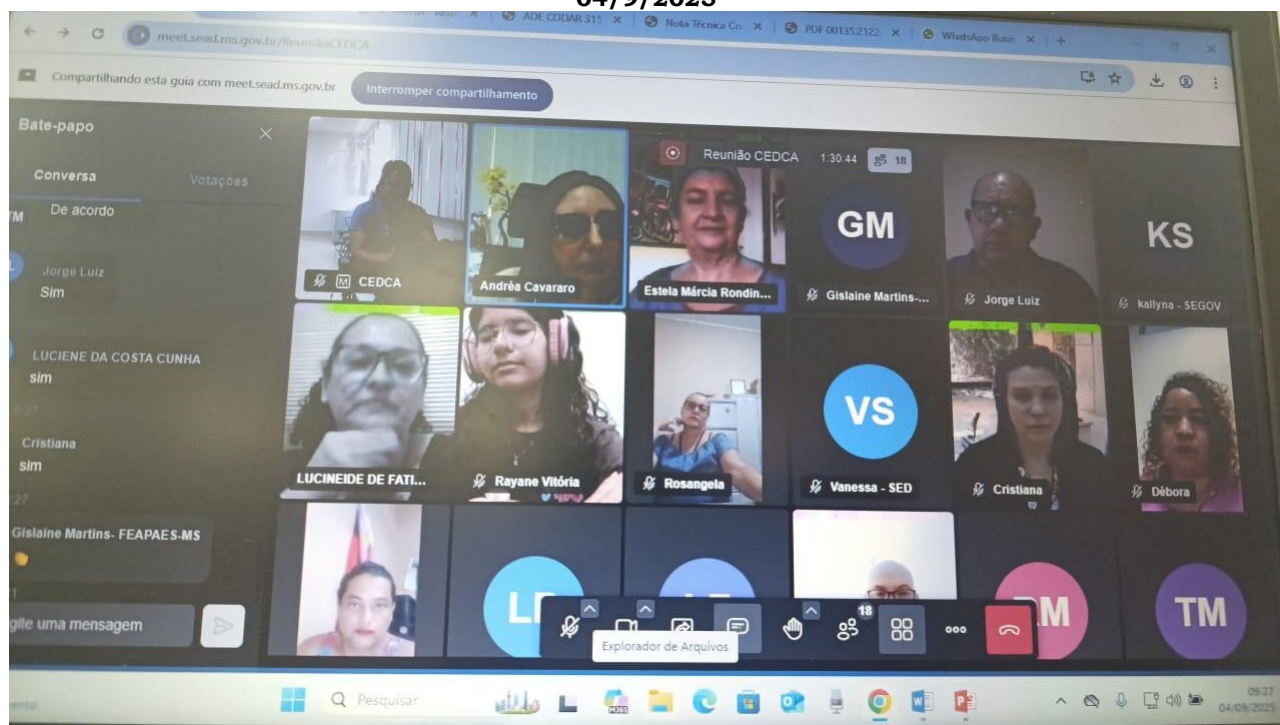 04/9/2025
ADE CODAR 315
Nota Técnica Co
PDF 00135.2122
WhatsApp Busin
meet.sead.ms.gov.br/ReuniãoCEDCA
Compartilhando esta guia com meet.sead.ms.gov.br
Interromper compartilhamento
Bate-papo
Conversa
Votações
TM
De acordo
Jorge Luiz
Sim
LUCIENE DA COSTA CUNHA
sim
Cristiana
sim
Gislaine Martins- FEAPAES-MS
gite uma mensagem
Reunião CEDCA 1:30:44 18
M CEDCA
Andréa Cavararo
Estela Márcia Rondin...
GM
Gislaine Martins-...
Jorge Luiz
KS
kallyna - SEGOV
LUCINEIDE DE FATI...
Rayane Vitória
Rosangela
VS
Vanessa - SED
Cristiana
Débora
M
TM
18
Explorador de Arquivos
Pesquisar
09:27
04/09/2025